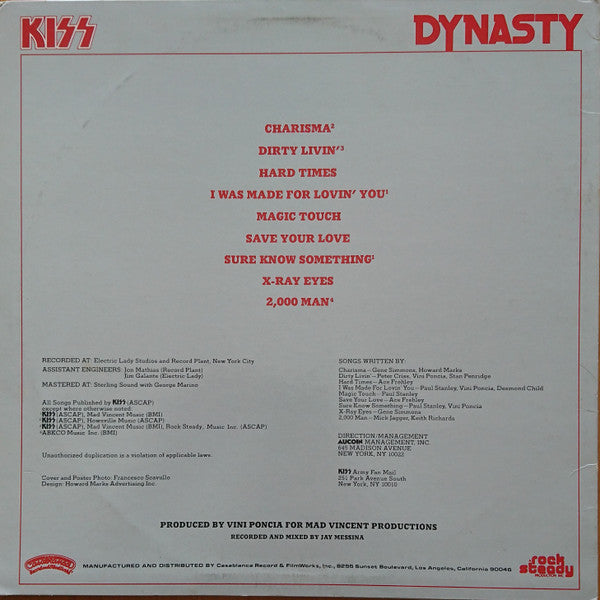 KISS
DYNASTY
CHARISMA²
DIRTY LIVIN'³
HARD TIMES
I WAS MADE FOR LOVIN' YOU¹
MAGIC TOUCH
SAVE YOUR LOVE
SURE KNOW SOMETHING¹
X-RAY EYES
2,000 MAN⁴
RECORDED AT: Electric Lady Studios and Record Plant, New York City
ASSISTANT ENGINEERS: Jon Mathias (Record Plant)
Jim Galante (Electric Lady)
MASTERED AT: Sterling Sound with George Marino
All Songs Published by KISS (ASCAP)
except where otherwise noted:
¹KISS (ASCAP), Mad Vincent Music (BMI)
²KISS (ASCAP), Howsville Music (ASCAP)
³KISS (ASCAP), Mad Vincent Music (BMI), Rock Steady, Music Inc. (ASCAP)
⁴ABKCO Music Inc. (BMI)
Unauthorized duplication is a violation of applicable laws.
Cover and Poster Photo: Francesco Scavullo
Design: Howard Marks Advertising Inc.
SONGS WRITTEN BY:
Charisma—Gene Simmons, Howard Marks
Dirty Livin'—Peter Criss, Vini Poncia, Stan Penridge
Hard Times—Ace Frehley
I Was Made For Lovin' You—Paul Stanley, Vini Poncia, Desmond Child
Magic Touch—Paul Stanley
Save Your Love—Ace Frehley
Sure Know Something—Paul Stanley, Vini Poncia
X-Ray Eyes—Gene Simmons
2,000 Man—Mick Jagger, Keith Richards
DIRECTION/MANAGEMENT
AUCOIN MANAGEMENT, INC.
645 MADISON AVENUE
NEW YORK, NY 10022
KISS Army Fan Mail
251 Park Avenue South
New York, NY 10010
PRODUCED BY VINI PONCIA FOR MAD VINCENT PRODUCTIONS
RECORDED AND MIXED BY JAY MESSINA
Casablanca
Record and FilmWorks
MANUFACTURED AND DISTRIBUTED BY Casablanca Record & FilmWorks, Inc., 8255 Sunset Boulevard, Los Angeles, California 90046
rock
steady
PRODUCTIONS INC.